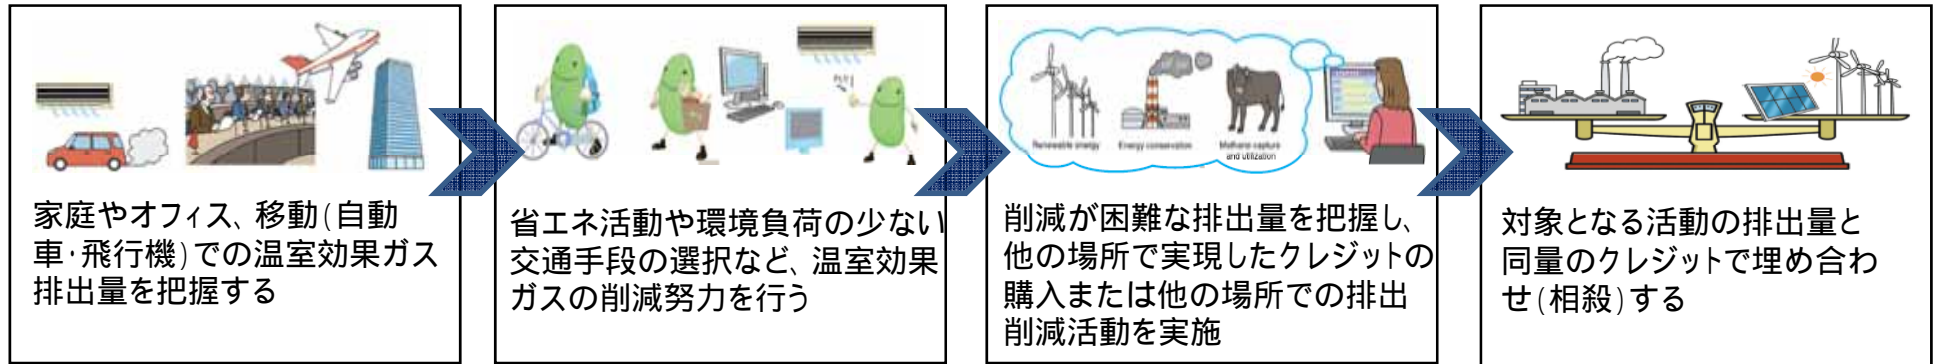 家庭やオフィス、移動(自動
車・飛行機)での温室効果ガス
排出量を把握する
省エネ活動や環境負荷の少ない
交通手段の選択など、温室効果
ガスの削減努力を行う
Renewable energy
Energy conservation
Methane capture
and utilization
削減が困難な排出量を把握し、
他の場所で実現したクレジットの
購入または他の場所での排出
削減活動を実施
対象となる活動の排出量と
同量のクレジットで埋め合わ
せ(相殺)する